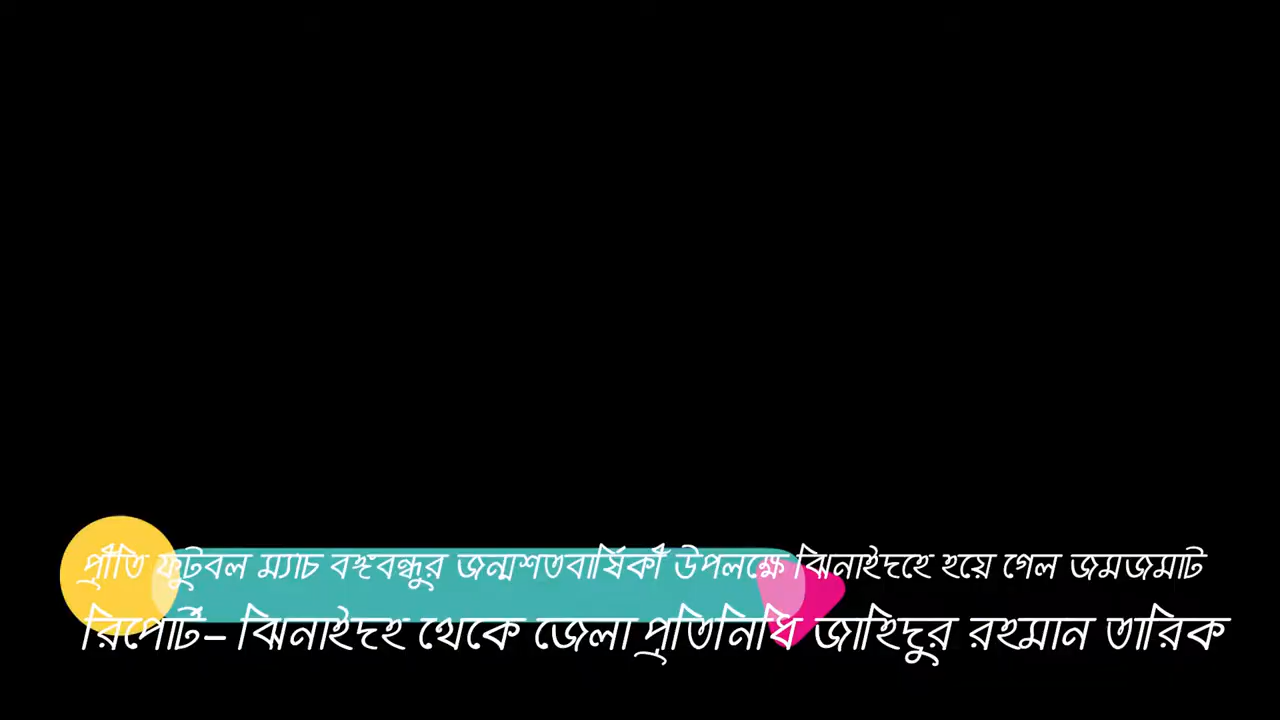 প্রীতি ফুটবল ম্যাচ বঙ্গবন্ধুর জন্মশতবার্ষিকী উপলক্ষে ঝিনাইদহে হয়ে গেল জমজমাট
রিপোর্ট- ঝিনাইদহ থেকে জেলা প্রতিনিধি জাহিদুর রহমান তারিক